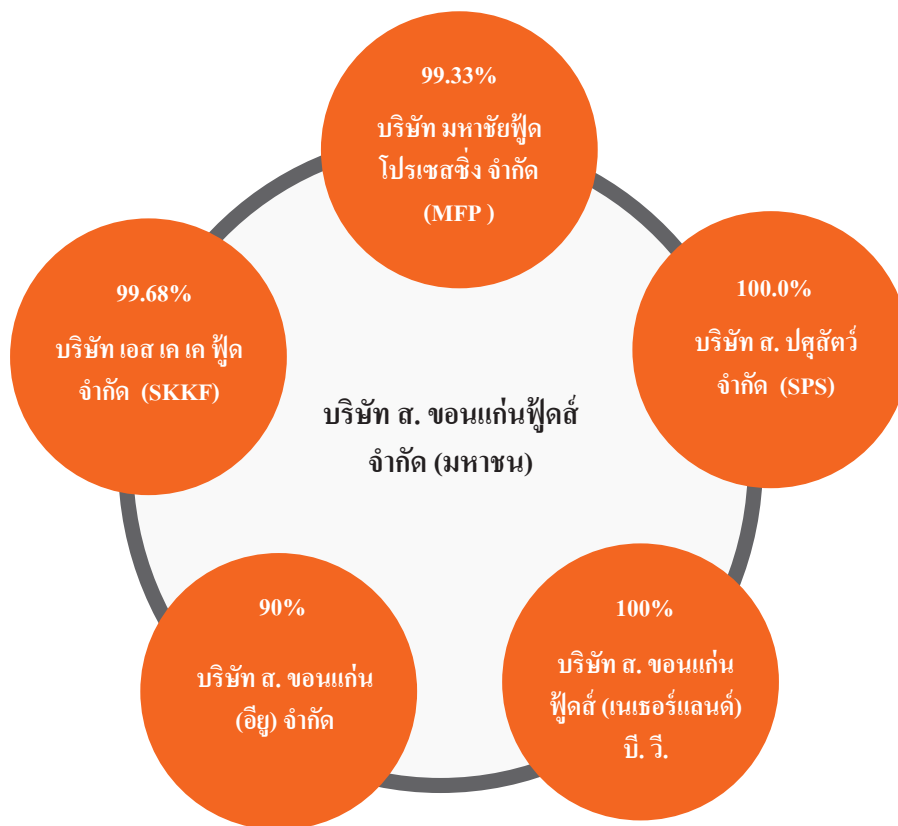 99.33%
บริษัท มหาชัยฟู้ด
โปรเซสซิ่ง จำกัด
(MFP )
99.68%
บริษัท เอส เค เค ฟู้ด
จำกัด (SKKF)
100.0%
บริษัท ส. ปศุสัตว์
จำกัด (SPS)
บริษัท ส. ขอนแก่นฟู้ดส์
จำกัด (มหาชน)
90%
บริษัท ส. ขอนแก่น
(อียู) จำกัด
100%
บริษัท ส. ขอนแก่น
ฟู้ดส์ (เนเธอร์แลนด์)
บี. วี.